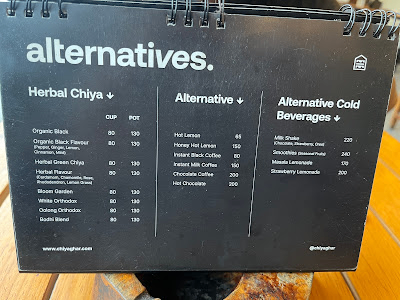 alternatives.
Herbal Chiya ↓
CUP POT
Organic Black 80 130
Organic Black Flavour 80 130
(Pepper, Ginger, Lemon,
Cinnamon, Mint)
Herbal Green Chiya 80 130
Herbal Flavour 80 130
(Cardamom, Chamomile, Rose,
Rhododendron, Lemon Grass)
Bloom Garden 80 130
White Orthodox 80 130
Oolong Orthodox 80 130
Bodhi Blend 80 130
www.chiyaghar.com
Alternative ↓
Hot Lemon 65
Honey Hot Lemon 150
Instant Black Coffee 80
Instant Milk Coffee 150
Chocolate Coffee 200
Hot Chocolate 200
Alternative Cold
Beverages ↓
Milk Shake 220
(Chocolate, Strawberry, Oreo)
Smoothies (Seasonal Fruits) 240
Masala Lemonade 170
Strawberry Lemonade 200
@chiyaghar